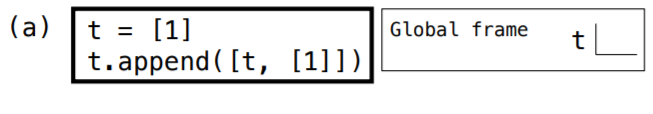 (a) t = [1] Global frame
t.append([t, [1]]) t